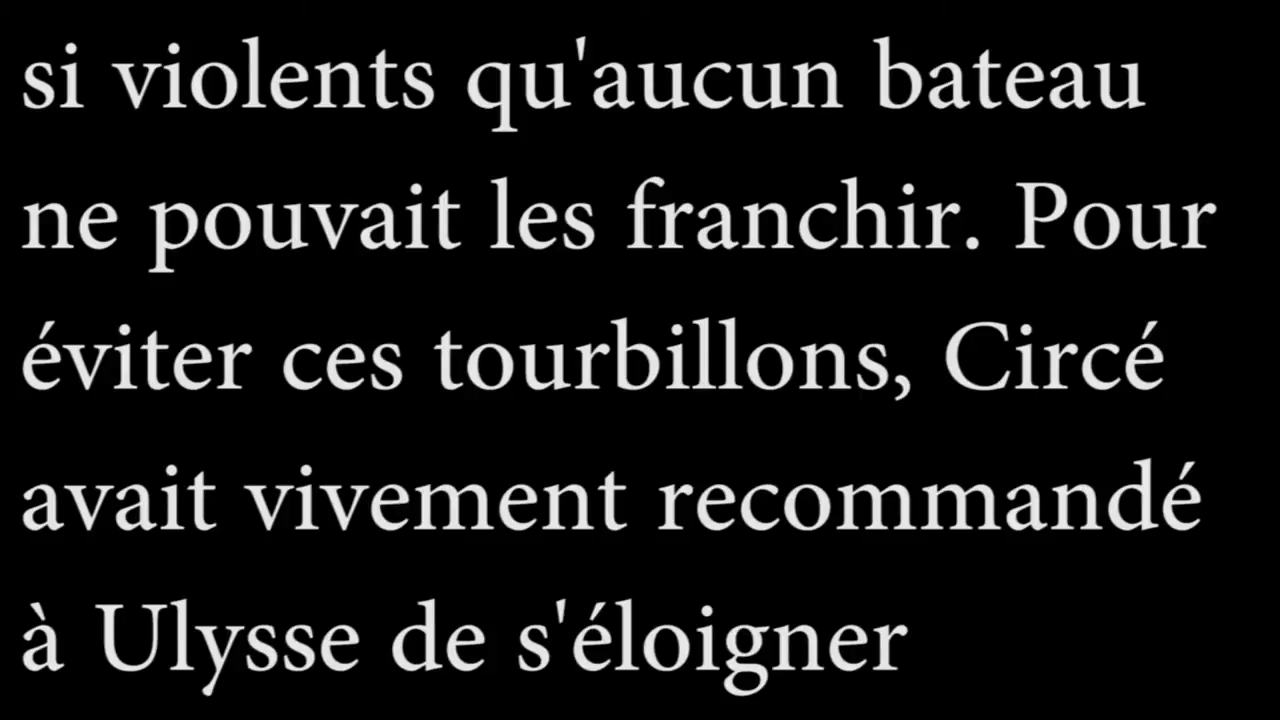 si violents qu'aucun bateau
ne pouvait les franchir. Pour
éviter ces tourbillons, Circé
avait vivement recommandé
à Ulysse de s'éloigner